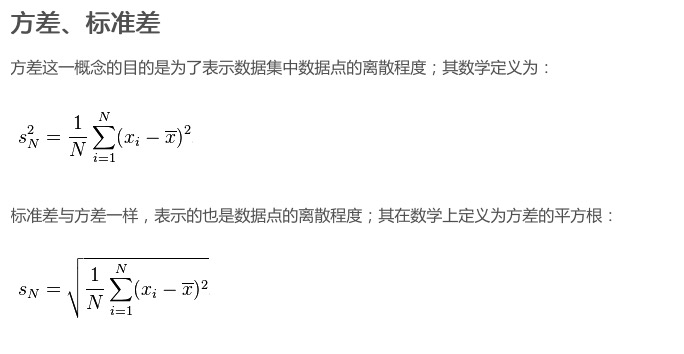 方差、标准差
方差这一概念的目的是为了表示数据集中数据点的离散程度；其数学定义为：
s_N^2 = \frac{1}{N} \sum_{i=1}^{N} (x_i - \overline{x})^2
标准差与方差一样，表示的也是数据点的离散程度；其在数学上定义为方差的平方根：
s_N = \sqrt{\frac{1}{N} \sum_{i=1}^{N} (x_i - \overline{x})^2}